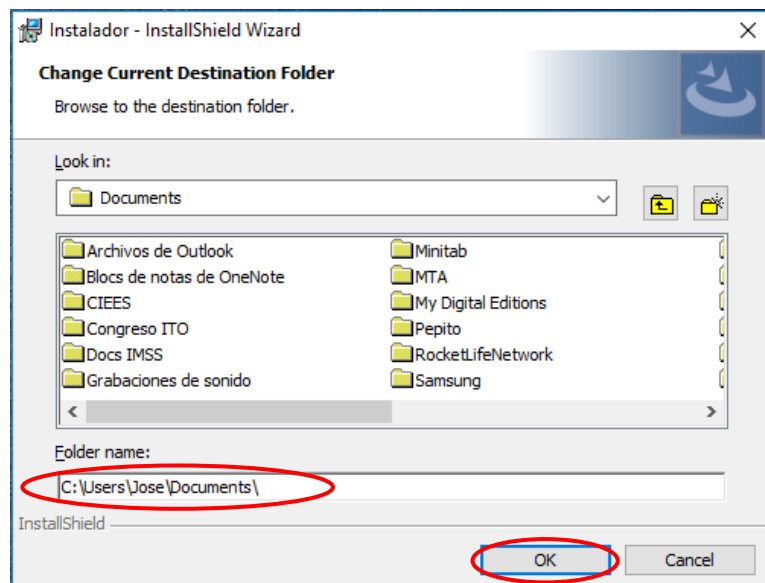 Instalador - InstallShield Wizard
Change Current Destination Folder
Browse to the destination folder.
Look in:
Documents
Archivos de Outlook
Blocs de notas de OneNote
CIEES
Congreso ITO
Docs IMSS
Grabaciones de sonido
Minitab
MTA
My Digital Editions
Pepito
RocketLifeNetwork
Samsung
Folder name:
C:\Users\Jose\Documents\
InstallShield
OK Cancel